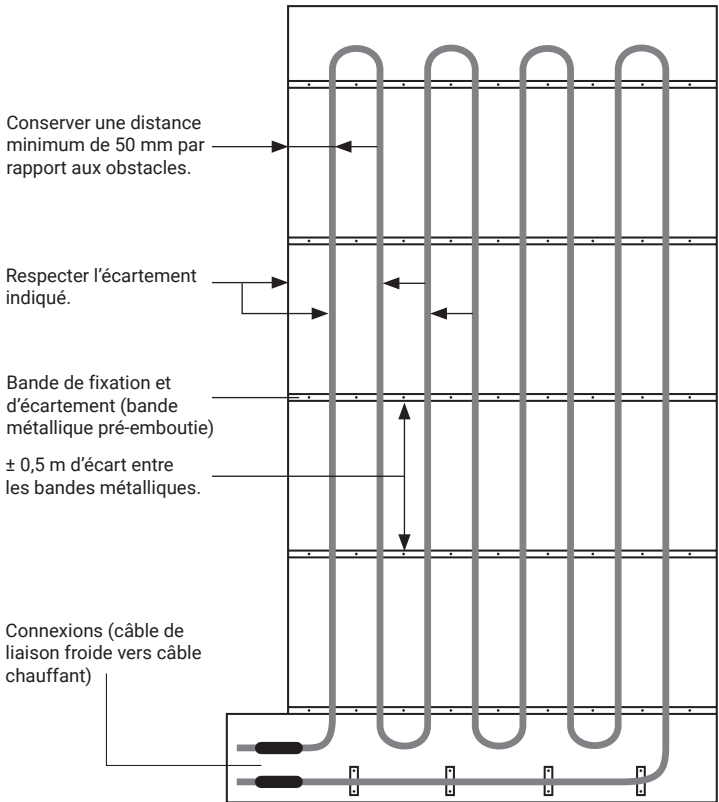 Conserver une distance
minimum de 50 mm par
rapport aux obstacles.
Respecter l'écartement
indiqué.
Bande de fixation et
d'écartement (bande
métallique pré-emboutie)
± 0,5 m d'écart entre
les bandes métalliques.
Connexions (câble de
liaison froide vers câble
chauffant)